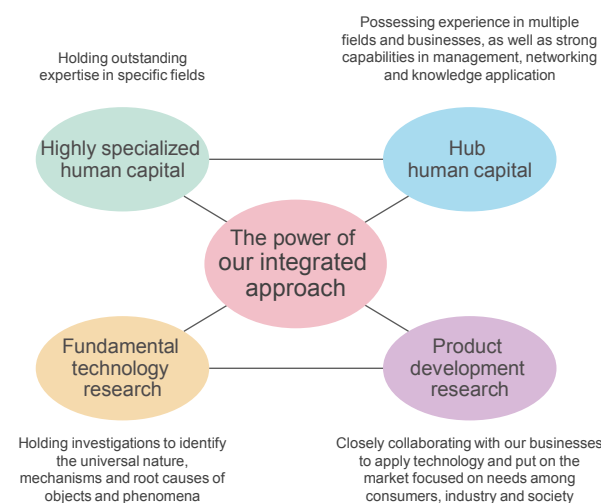 Holding outstanding
expertise in specific fields
Possessing experience in multiple
fields and businesses, as well as strong
capabilities in management, networking
and knowledge application
Highly specialized
human capital
Hub
human capital
The power of
our integrated
approach
Fundamental
technology
research
Product
development
research
Holding investigations to identify
the universal nature,
mechanisms and root causes of
objects and phenomena
Closely collaborating with our businesses
to apply technology and put on the
market focused on needs among
consumers, industry and society